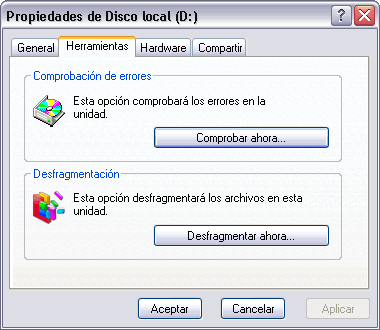 Propiedades de Disco local (D:)
General Herramientas Hardware Compartir
Comprobación de errores
Esta opción comprobará los errores en la
unidad.
Comprobar ahora...
Desfragmentación
Esta opción desfragmentará los archivos en esta
unidad.
Desfragmentar ahora...
Aceptar Cancelar Aplicar